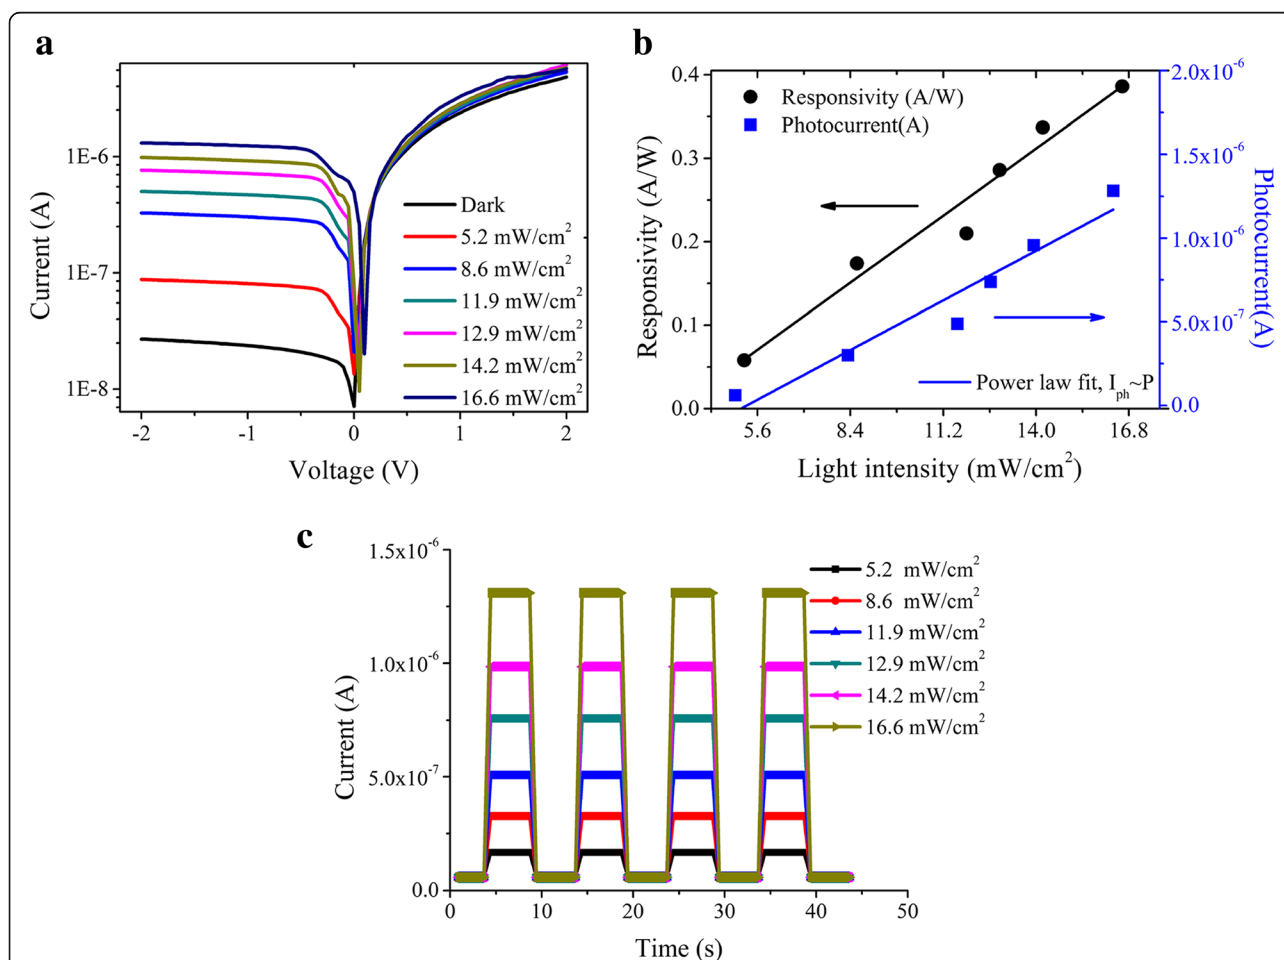 a
1E-6
1E-7
1E-8
Current (A)
-2
-1
0
1
2
Voltage (V)
Dark
5.2 mW/cm²
8.6 mW/cm²
11.9 mW/cm²
12.9 mW/cm²
14.2 mW/cm²
16.6 mW/cm²
b
0.4
0.3
0.2
0.1
0.0
Responsivity (A/W)
Responsivity (A/W)
Photocurrent(A)
Power law fit, Iph~P
2.0x10⁻⁶
1.5x10⁻⁶
1.0x10⁻⁶
5.0x10⁻⁷
0.0
Photocurrent(A)
5.6
8.4
11.2
14.0
16.8
Light intensity (mW/cm²)
c
1.5x10⁻⁶
1.0x10⁻⁶
5.0x10⁻⁷
0.0
Current (A)
0
10
20
30
40
50
Time (s)
5.2 mW/cm²
8.6 mW/cm²
11.9 mW/cm²
12.9 mW/cm²
14.2 mW/cm²
16.6 mW/cm²